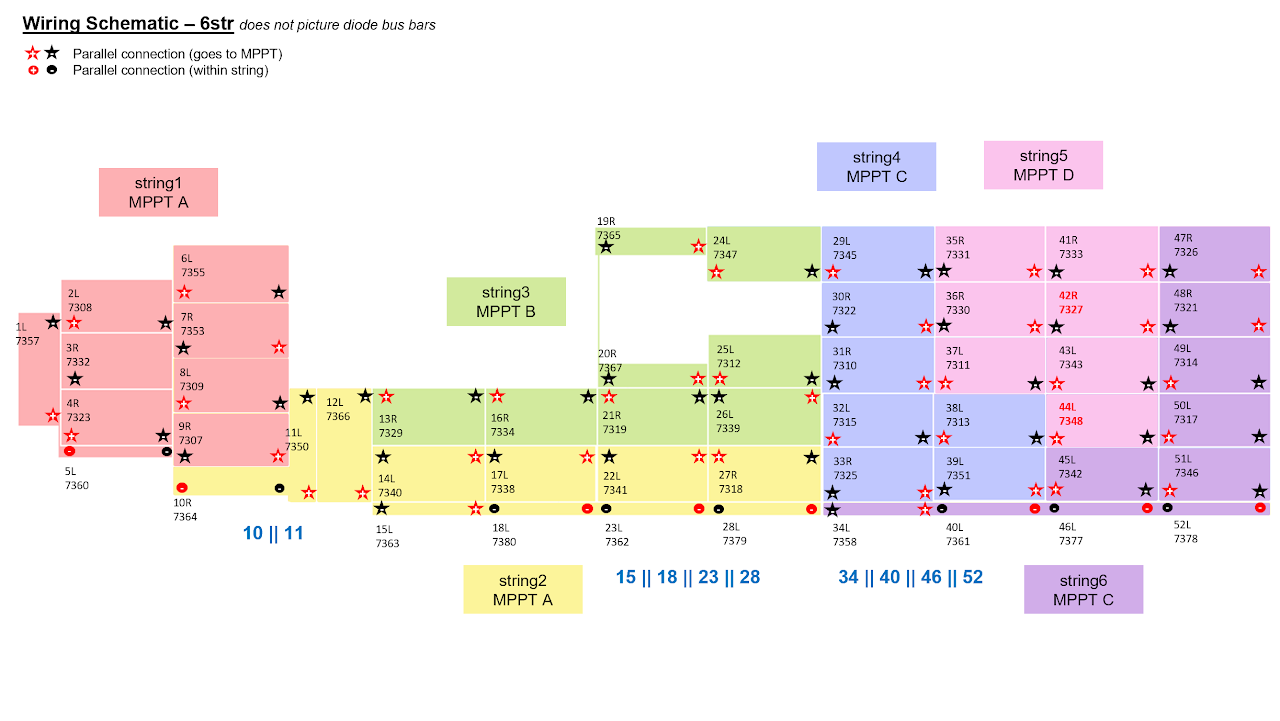 Wiring Schematic – 6str does not picture diode bus bars
Parallel connection (goes to MPPT)
Parallel connection (within string)
string1
MPPT A
string4
MPPT C
string5
MPPT D
string3
MPPT B
1L
7357
2L
7308
3R
7332
4R
7323
5L
7360
6L
7355
7R
7353
8L
7309
9R
7307
10R
7364
10 || 11
11L
7350
12L
7366
13R
7329
14L
7340
15L
7363
16R
7334
17L
7338
18L
7380
19R
7365
20R
7367
21R
7319
22L
7341
23L
7362
24L
7347
25L
7312
26L
7339
27R
7318
28L
7379
29L
7345
30R
7322
31R
7310
32L
7315
33R
7325
34L
7358
35R
7331
36R
7330
37L
7311
38L
7313
39L
7351
40L
7361
41R
7333
42R
7327
43L
7343
44L
7348
45L
7342
46L
7377
47R
7326
48R
7321
49L
7314
50L
7317
51L
7346
52L
7378
string2
MPPT A
15 || 18 || 23 || 28
34 || 40 || 46 || 52
string6
MPPT C